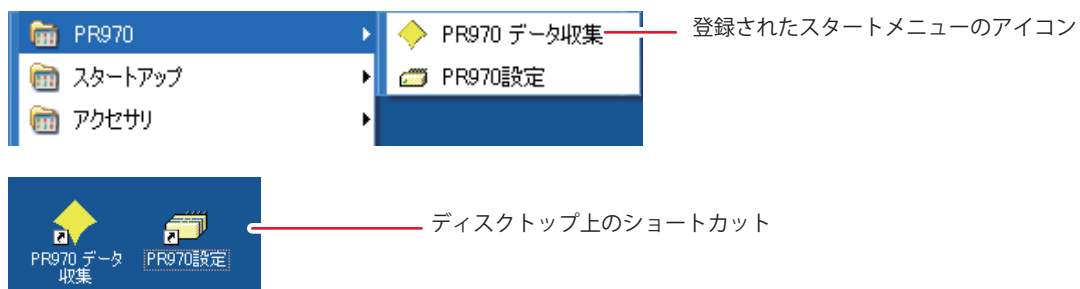 PR970
PR970 データ収集
登録されたスタートメニューのアイコン
スタートアップ
PR970設定
アクセサリ
ディスクトップ上のショートカット
PR970 データ
収集
PR970設定